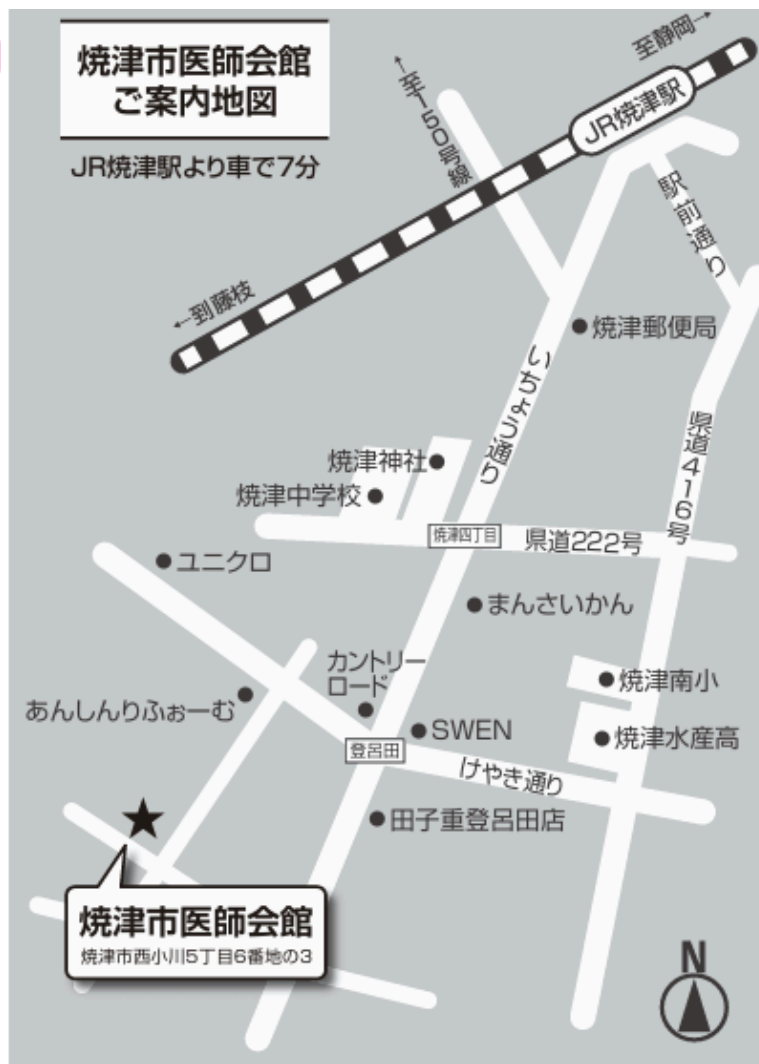 焼津市医師会館
ご案内地図
JR焼津駅より車で7分
至静岡→
←至150号線
JR焼津駅
駅前通り
←到藤枝
焼津郵便局
いちょう通り
県道416号
焼津神社
焼津中学校
焼津四丁目
県道222号
ユニクロ
まんさいかん
カントリー
ロード
焼津南小
あんしんりふぉーむ
SWEN
焼津水産高
登呂田
けやき通り
田子重登呂田店
★
焼津市医師会館
焼津市西小川5丁目6番地の3
N